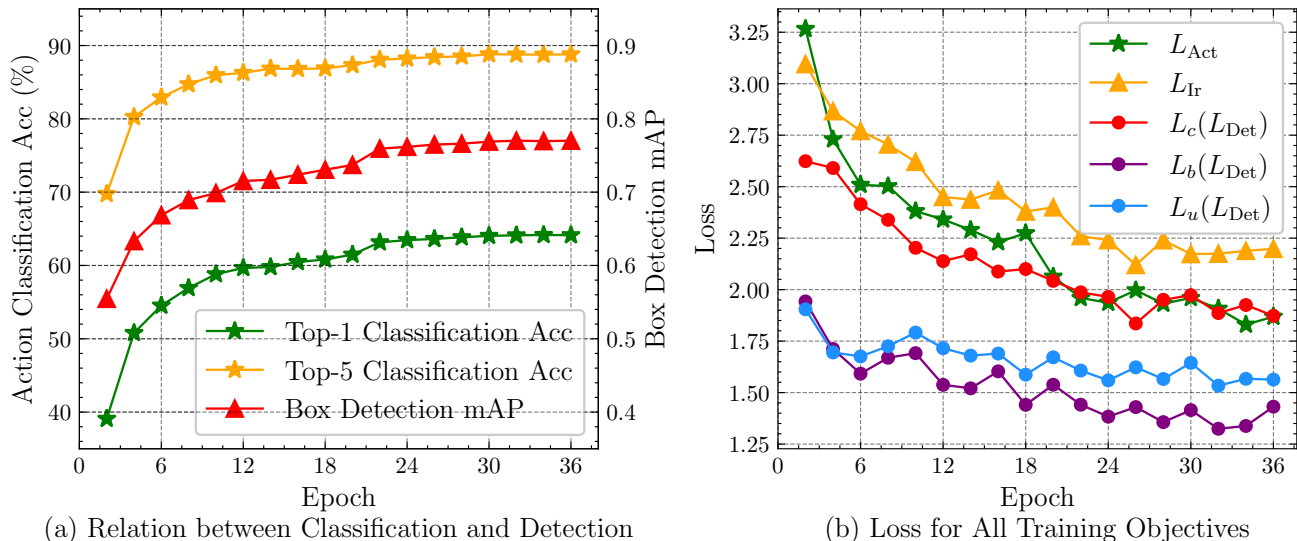 90
80
70
60
50
40
0.9
0.8
0.7
0.6
0.5
0.4
Action Classification Acc (%)
Box Detection mAP
Top-1 Classification Acc
Top-5 Classification Acc
Box Detection mAP
0 6 12 18 24 30 36
Epoch
(a) Relation between Classification and Detection
3.25
3.00
2.75
2.50
2.25
2.00
1.75
1.50
1.25
Loss
L_Act
L_Ir
L_c(L_Det)
L_b(L_Det)
L_u(L_Det)
0 6 12 18 24 30 36
Epoch
(b) Loss for All Training Objectives